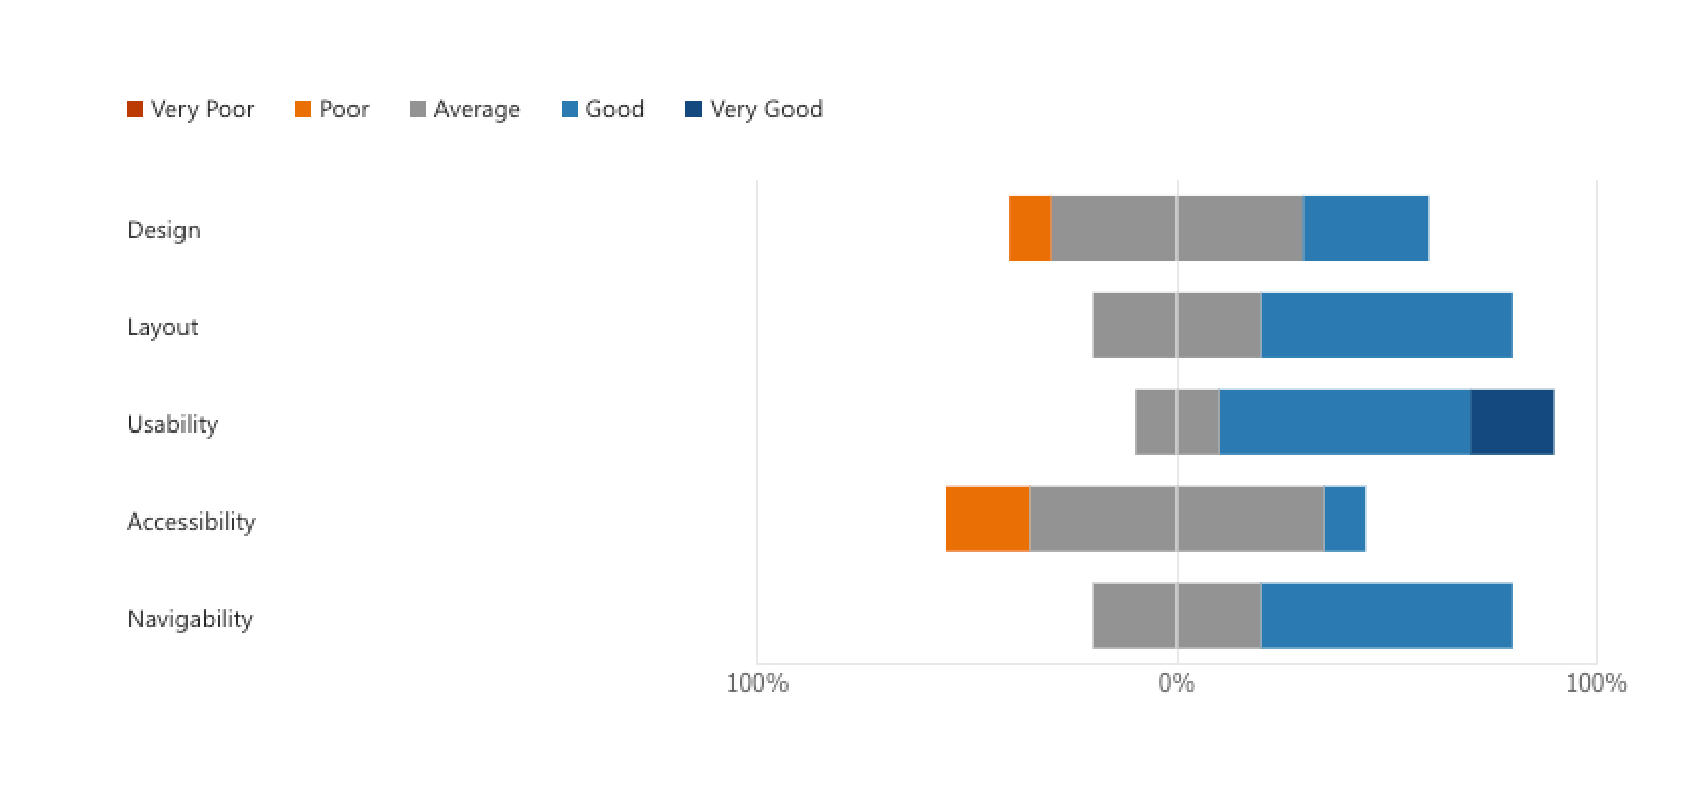 Very Poor Poor Average Good Very Good
Design
Layout
Usability
Accessibility
Navigability
100% 0% 100%